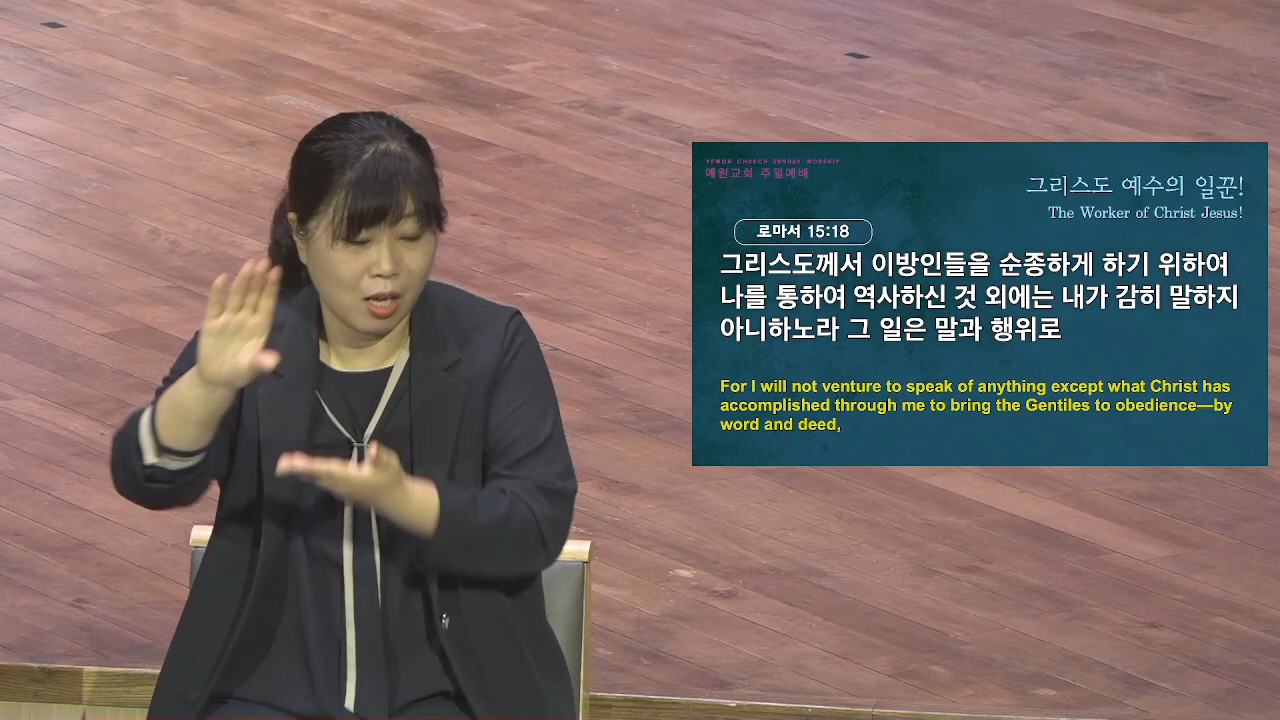 YEWON CHURCH SUNDAY WORSHIP
예원교회 주일예배
그리스도 예수의 일꾼!
The Worker of Christ Jesus!
로마서 15:18
그리스도께서 이방인들을 순종하게 하기 위하여
나를 통하여 역사하신 것 외에는 내가 감히 말하지
아니하노라 그 일은 말과 행위로
For I will not venture to speak of anything except what Christ has
accomplished through me to bring the Gentiles to obedience—by
word and deed,